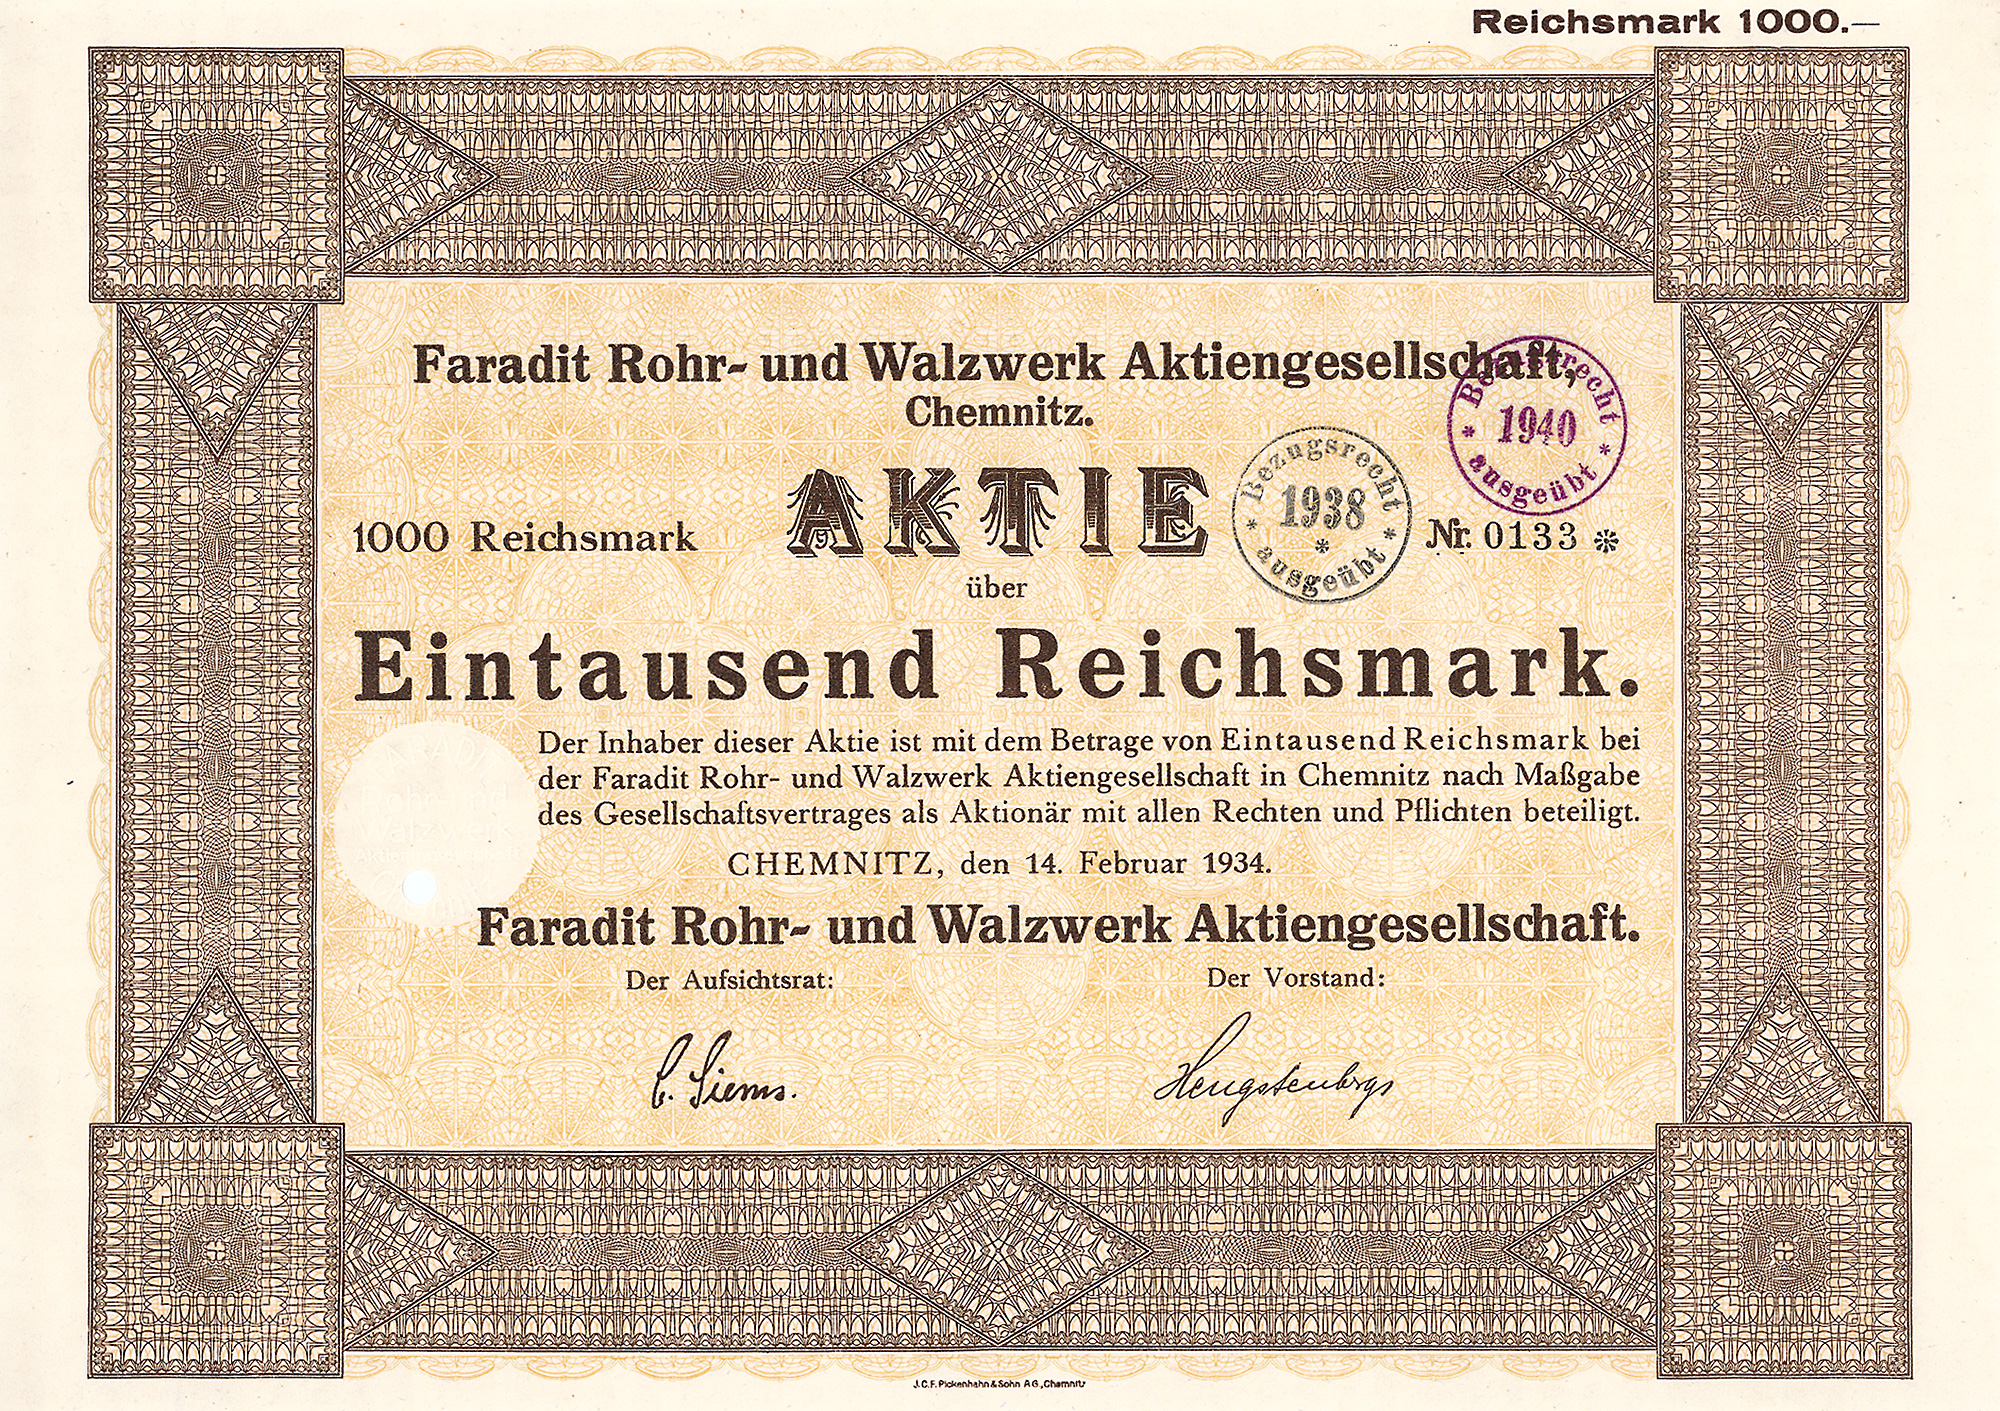 Reichsmark 1000.—
Faradit Rohr- und Walzwerk Aktiengesellschaft,
Chemnitz.
Bezugsrecht
1940
* ausgeübt *
Bezugsrecht
1938
* ausgeübt *
*
1000 Reichsmark AKTIE Nr. 0133 *
über
Eintausend Reichsmark.
Der Inhaber dieser Aktie ist mit dem Betrage von Eintausend Reichsmark bei
der Faradit Rohr- und Walzwerk Aktiengesellschaft in Chemnitz nach Maßgabe
des Gesellschaftsvertrages als Aktionär mit allen Rechten und Pflichten beteiligt.
CHEMNITZ, den 14. Februar 1934.
Faradit Rohr- und Walzwerk Aktiengesellschaft.
Der Aufsichtsrat: Der Vorstand:
C. Siems. Hengstenbergs
J.C.F. Pickenhahn & Sohn AG., Chemnitz